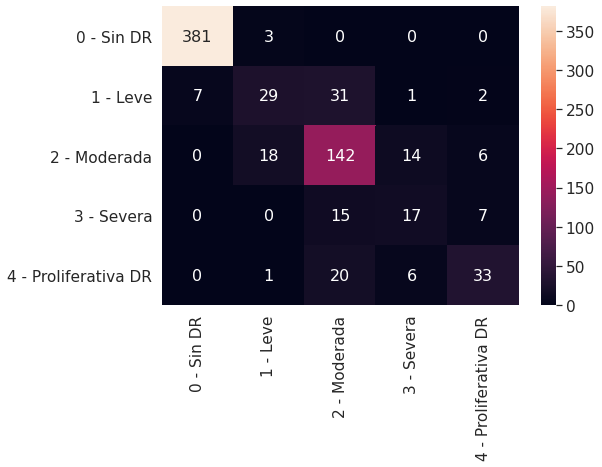 0 - Sin DR 381 3 0 0 0
1 - Leve 7 29 31 1 2
2 - Moderada 0 18 142 14 6
3 - Severa 0 0 15 17 7
4 - Proliferativa DR 0 1 20 6 33
0 - Sin DR
1 - Leve
2 - Moderada
3 - Severa
4 - Proliferativa DR
350
300
250
200
150
100
50
0